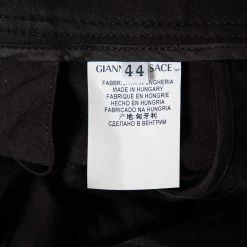 GIANN 44 SACE
FABBRICATO IN UNGHERIA
MADE IN HUNGARY
FABRIQUE EN HONGRIE
HECHO EN HUNGRIA
FABRICADO NA HUNGRIA
产地匈牙利
СДЕЛАНО В ВЕНГРИИ